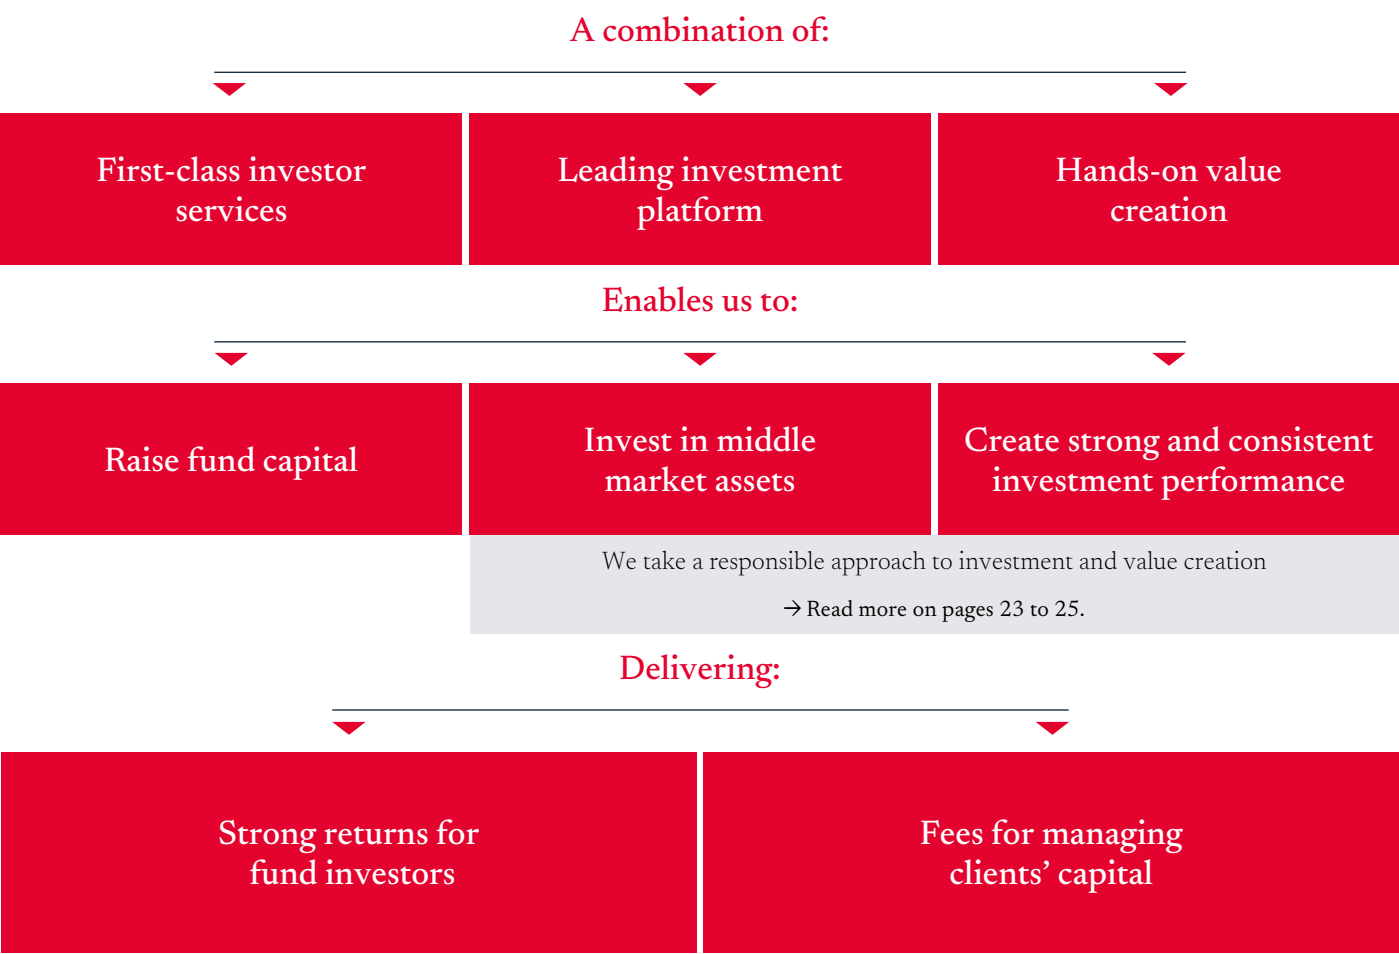 A combination of:
First-class investor
services
Leading investment
platform
Hands-on value
creation
Enables us to:
Raise fund capital
Invest in middle
market assets
Create strong and consistent
investment performance
We take a responsible approach to investment and value creation
→ Read more on pages 23 to 25.
Delivering:
Strong returns for
fund investors
Fees for managing
clients’ capital